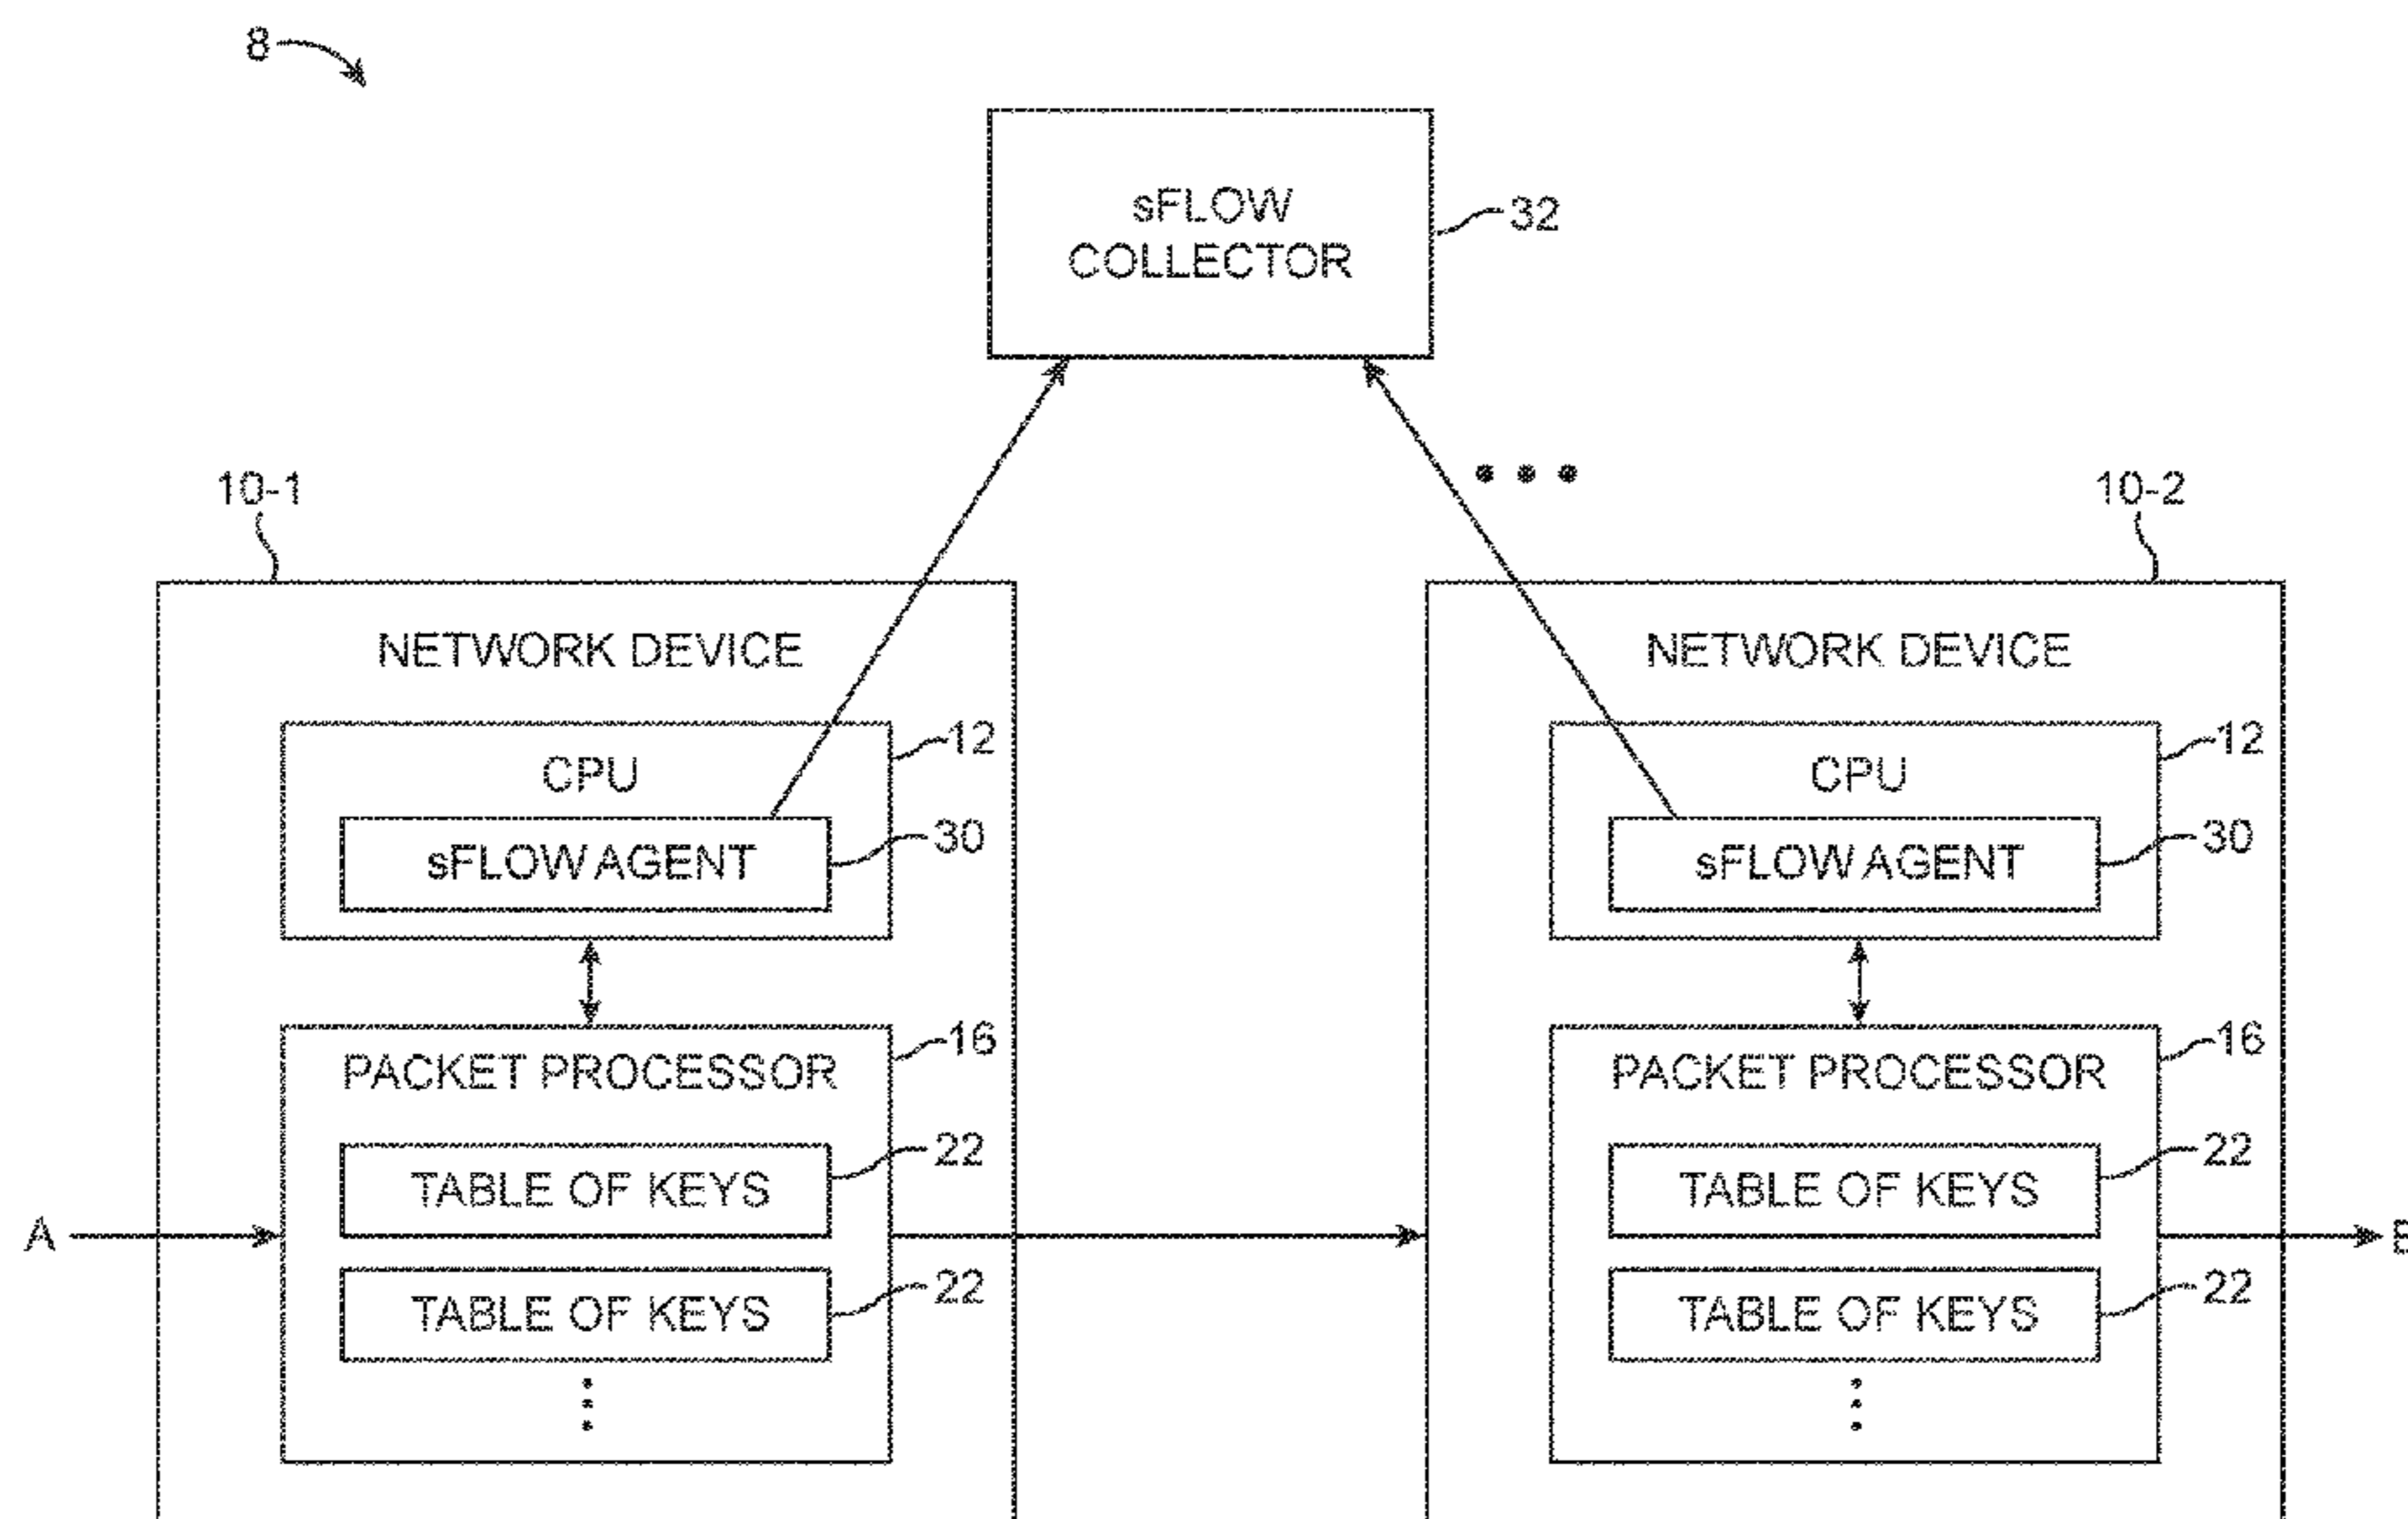 8
sFLOW
COLLECTOR
32
10-1
10-2
NETWORK DEVICE
NETWORK DEVICE
12
12
CPU
CPU
sFLOW AGENT
30
sFLOW AGENT
30
16
16
PACKET PROCESSOR
PACKET PROCESSOR
22
22
TABLE OF KEYS
TABLE OF KEYS
A
22
22
TABLE OF KEYS
TABLE OF KEYS